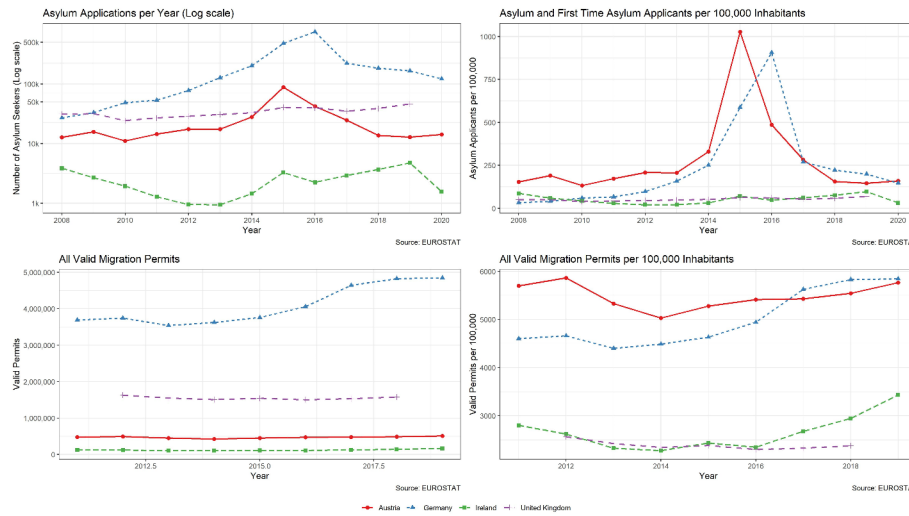 Asylum Applications per Year (Log scale)
Number of Asylum Seekers (Log scale)
500k
100k
50k
10k
1k
2008 2010 2012 2014 2016 2018 2020
Year
Source: EUROSTAT
Asylum and First Time Asylum Applicants per 100,000 Inhabitants
Asylum Applicants per 100,000
1000
750
500
250
0
2008 2010 2012 2014 2016 2018 2020
Year
Source: EUROSTAT
All Valid Migration Permits
Valid Permits
5,000,000
4,000,000
3,000,000
2,000,000
1,000,000
0
2012.5 2015.0 2017.5
Year
Source: EUROSTAT
All Valid Migration Permits per 100,000 Inhabitants
Valid Permits per 100,000
6000
5000
4000
3000
2012 2014 2016 2018
Year
Source: EUROSTAT
Austria Germany Ireland United Kingdom